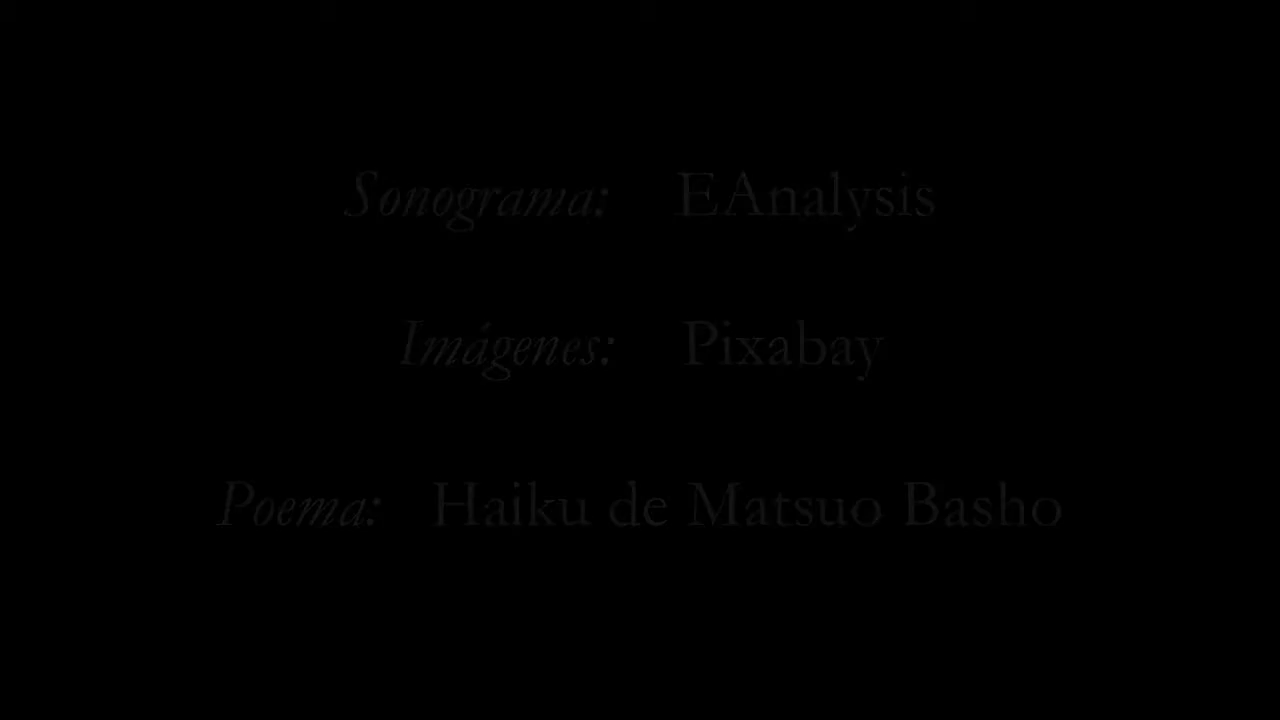 Sonograma: EAnalysis
Imágenes: Pixabay
Poema: Haiku de Matsuo Basho